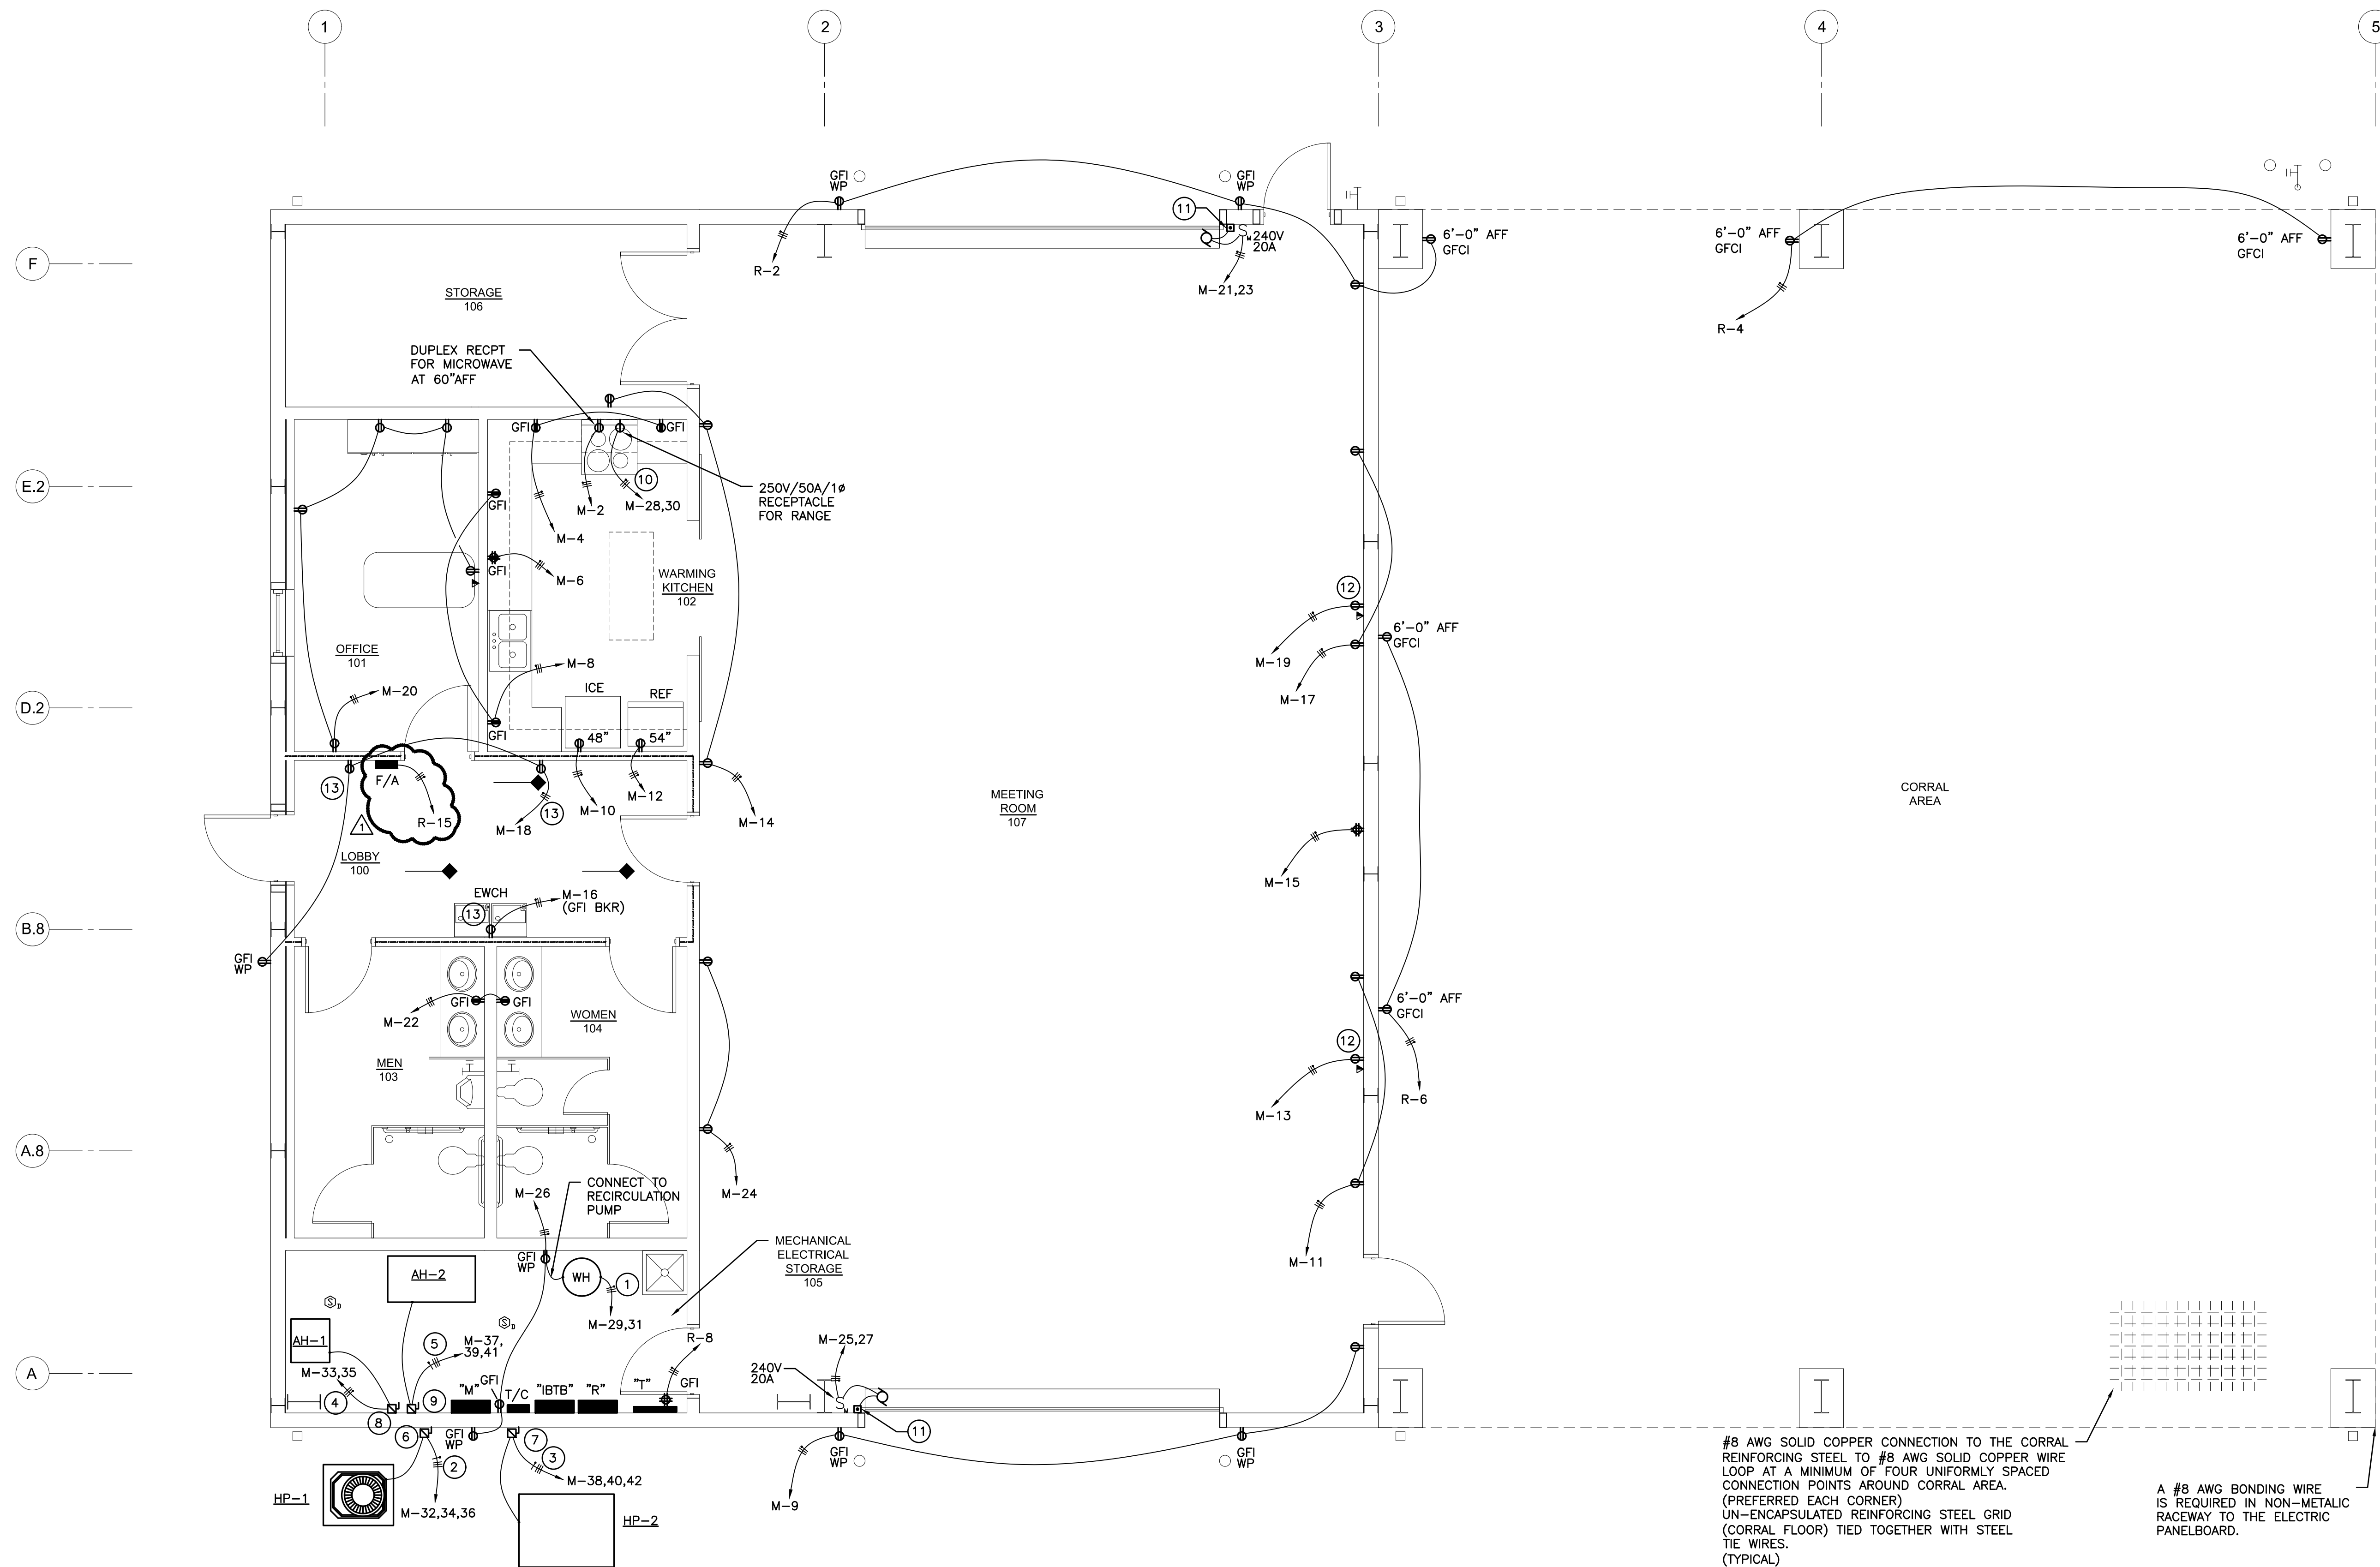 1
2
3
4
5
F
E.2
D.2
B.8
A.8
A
GFI
WP
GFI
WP
11
S M 240V
20A
R-2
M-21,23
6'-0" AFF
GFCI
6'-0" AFF
GFCI
6'-0" AFF
GFCI
R-4
STORAGE
106
DUPLEX RECPT
FOR MICROWAVE
AT 60"AFF
GFI
GFI
10
250V/50A/1ø
RECEPTACLE
FOR RANGE
GFI
M-2
M-28,30
M-4
GFI
M-6
WARMING
KITCHEN
102
OFFICE
101
M-8
M-20
ICE
REF
GFI
48"
54"
F/A
13
13
M-10
M-12
M-14
R-15
1
M-18
LOBBY
100
EWCH
M-16
(GFI BKR)
13
GFI
WP
GFI
GFI
M-22
WOMEN
104
MEN
103
MEETING
ROOM
107
12
M-19
M-17
6'-0" AFF
GFCI
M-15
CORRAL
AREA
6'-0" AFF
GFCI
12
M-13
R-6
M-11
M-24
M-26
CONNECT TO
RECIRCULATION
PUMP
MECHANICAL
ELECTRICAL
STORAGE
105
GFI
WP
WH
1
M-29,31
AH-2
S D
S D
AH-1
5
M-37,
39,41
R-8
M-33,35
4
8
9
"M"
GFI
T/C
"IBTB"
"R"
"T"
GFI
M-25,27
240V
20A
S M
11
6
GFI
WP
7
3
2
M-38,40,42
HP-1
M-32,34,36
HP-2
GFI
WP
GFI
WP
M-9
#8 AWG SOLID COPPER CONNECTION TO THE CORRAL
REINFORCING STEEL TO #8 AWG SOLID COPPER WIRE
LOOP AT A MINIMUM OF FOUR UNIFORMLY SPACED
CONNECTION POINTS AROUND CORRAL AREA.
(PREFERRED EACH CORNER)
UN-ENCAPSULATED REINFORCING STEEL GRID
(CORRAL FLOOR) TIED TOGETHER WITH STEEL
TIE WIRES.
(TYPICAL)
A #8 AWG BONDING WIRE
IS REQUIRED IN NON-METALIC
RACEWAY TO THE ELECTRIC
PANELBOARD.